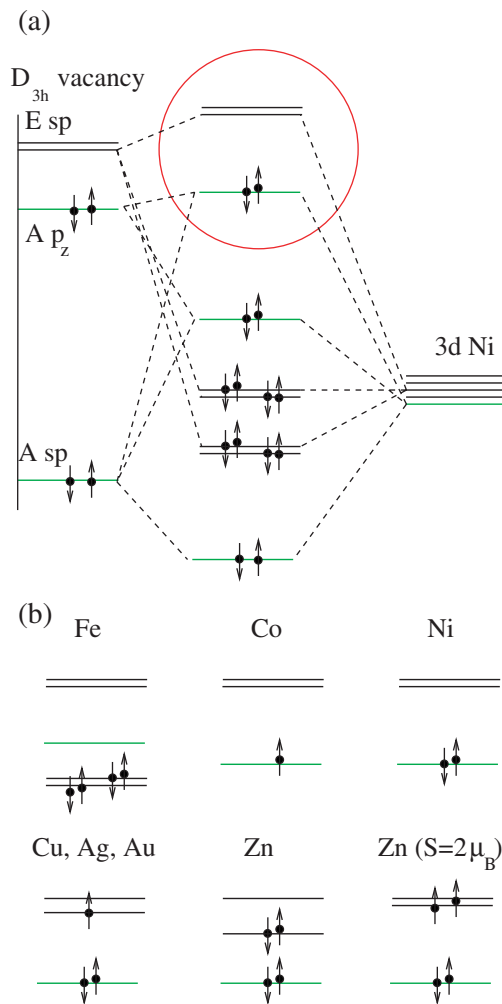 (a)
D3h vacancy
E sp
A pz
3d Ni
A sp
(b)
Fe Co Ni
Cu, Ag, Au Zn Zn (S=2μB)